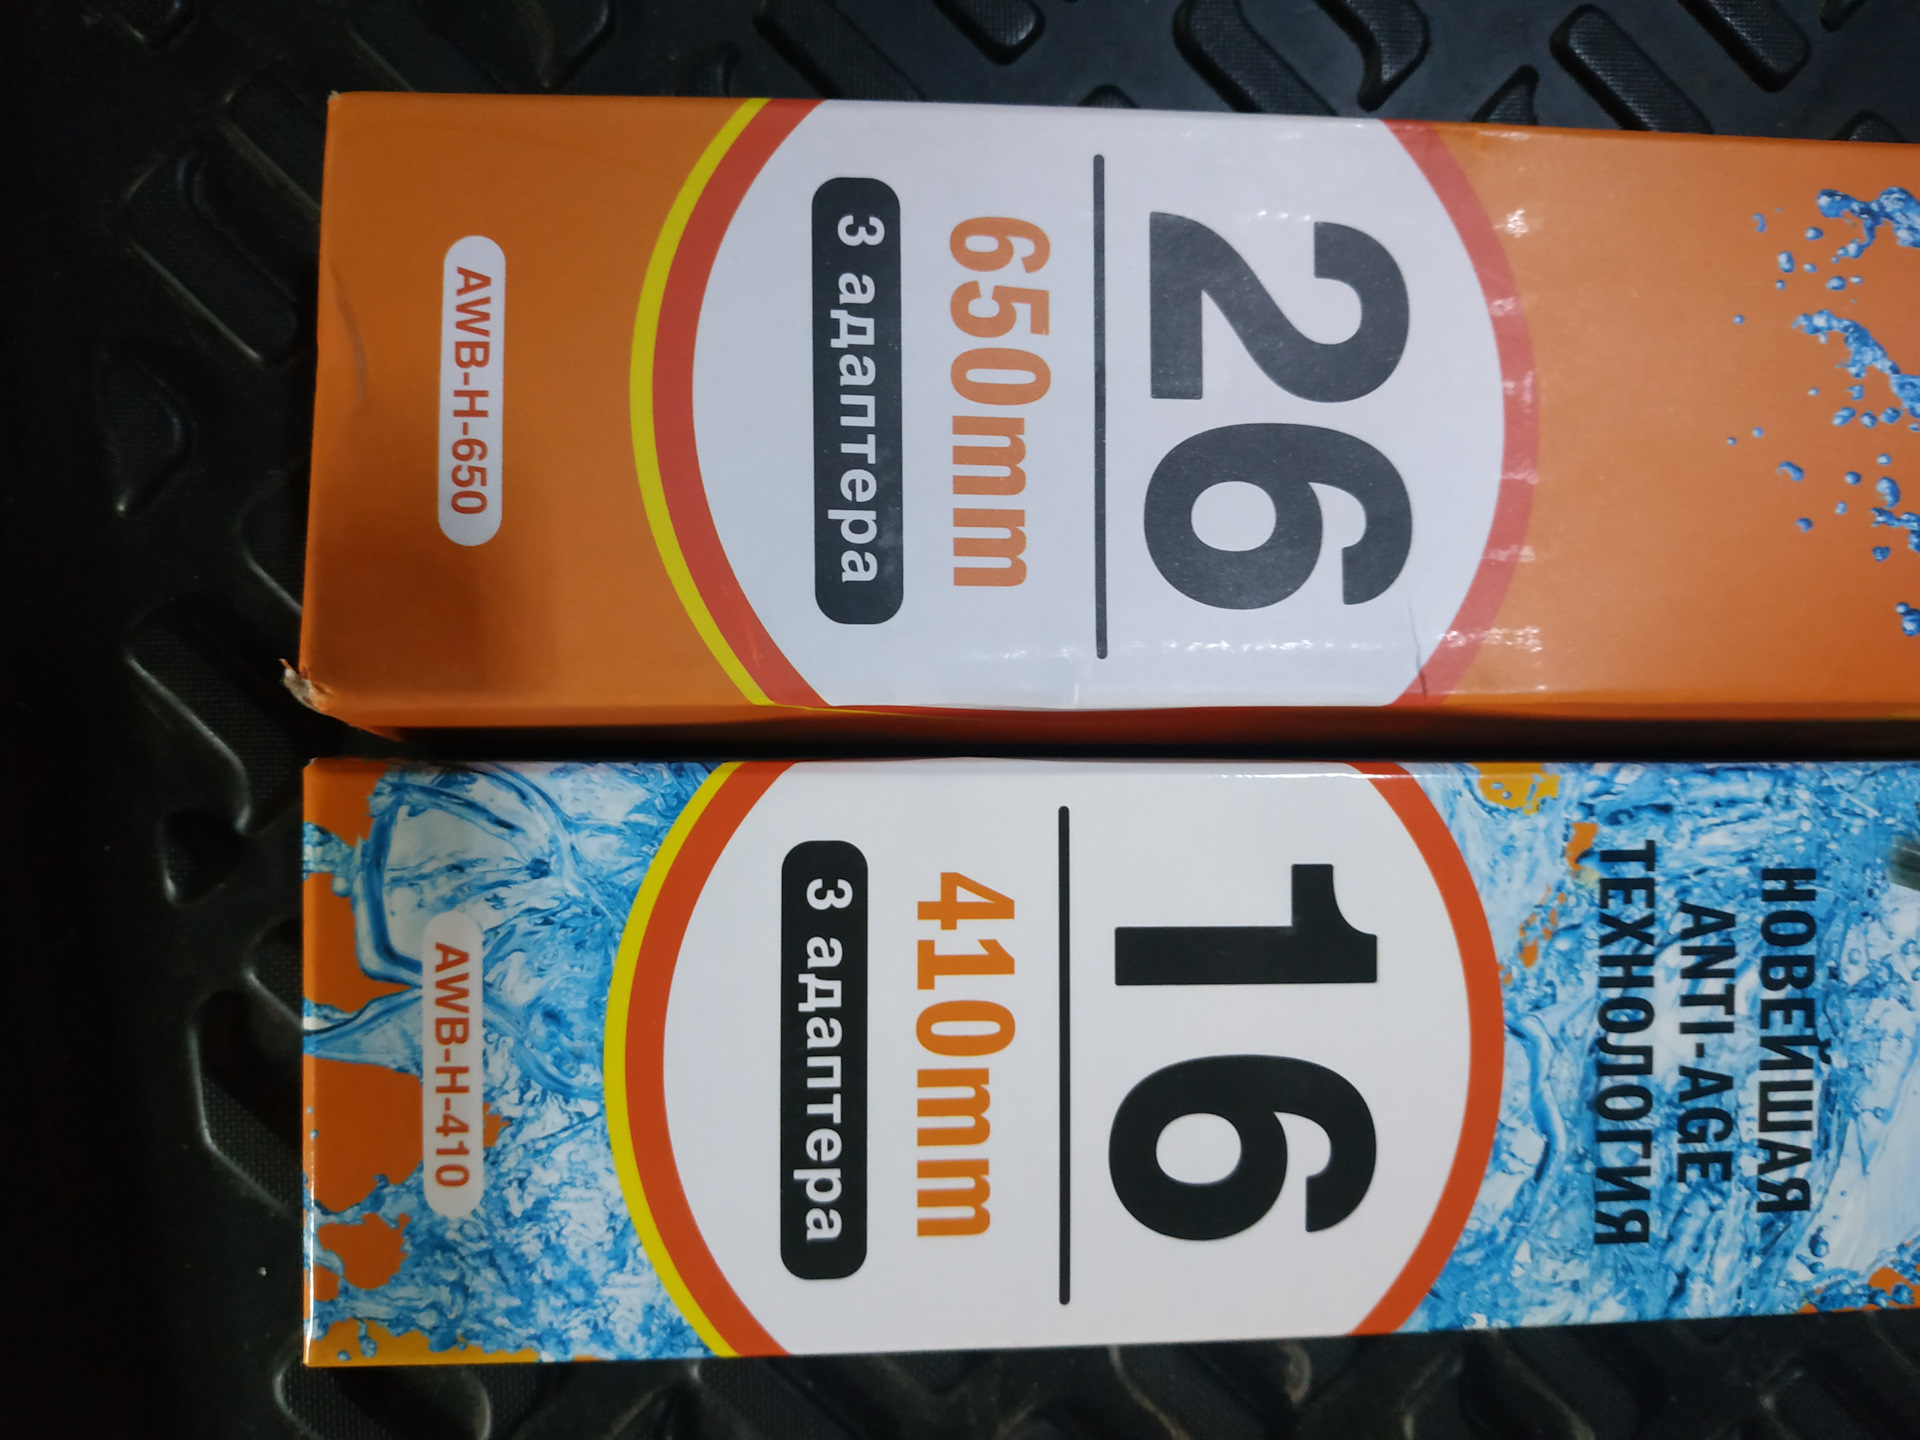 26
650mm
3 адаптера
AWB-H-650
НОВЕЙШАЯ
ANTI-AGE
ТЕХНОЛОГИЯ
16
410mm
3 адаптера
AWB-H-410